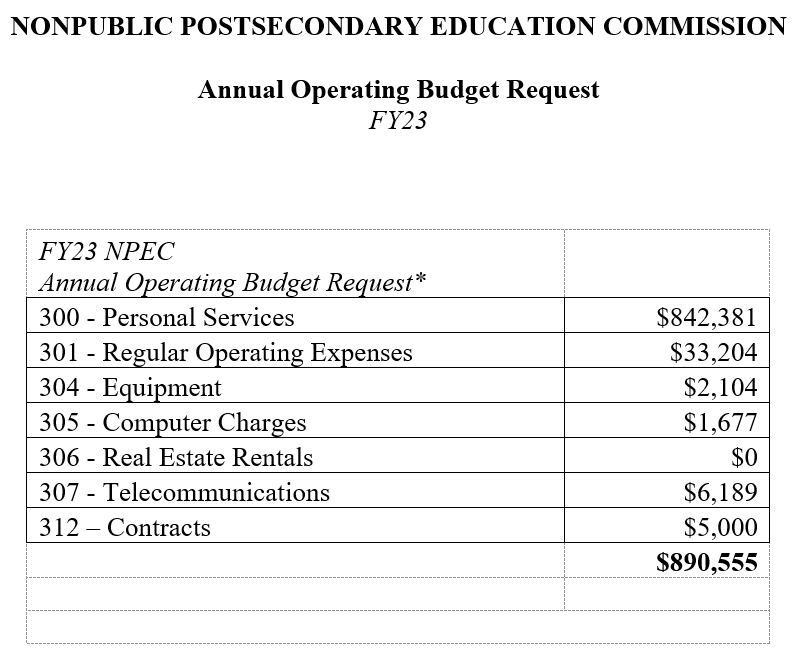 NONPUBLIC POSTSECONDARY EDUCATION COMMISSION
Annual Operating Budget Request
FY23
FY23 NPEC
Annual Operating Budget Request*
300 - Personal Services $842,381
301 - Regular Operating Expenses $33,204
304 - Equipment $2,104
305 - Computer Charges $1,677
306 - Real Estate Rentals $0
307 - Telecommunications $6,189
312 – Contracts $5,000
$890,555